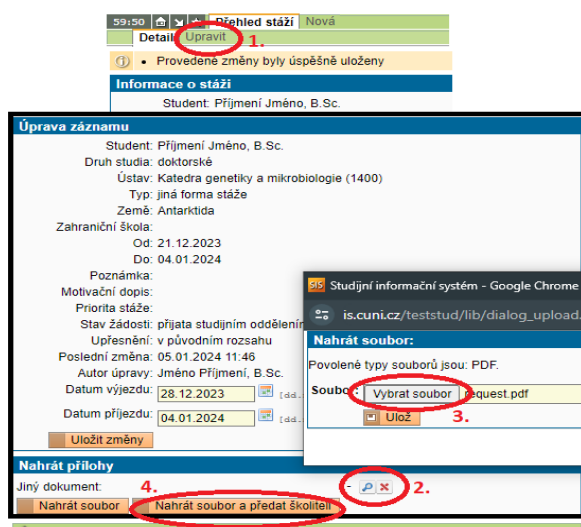 59:50 Přehled stáží Nová
Detail Upravit 1.
• Provedené změny byly úspěšně uloženy
Informace o stáži
Student: Příjmení Jméno, B.Sc.
Úprava záznamu
Student: Příjmení Jméno, B.Sc.
Druh studia: doktorské
Ústav: Katedra genetiky a mikrobiologie (1400)
Typ: jiná forma stáže
Země: Antarktida
Zahraniční škola:
Od: 21.12.2023
Do: 04.01.2024
Poznámka:
Motivační dopis:
Priorita stáže:
Stav žádosti: přijata studijním oddělením
Upřesnění: v původním rozsahu
Poslední změna: 05.01.2024 11:46
Autor úpravy: Jméno Příjmení, B.Sc.
Datum výjezdu: 28.12.2023 [dd.
Datum příjezdu: 04.01.2024 [dd.
Uložit změny
SIS Studijní informační systém - Google Chrome
is.cuni.cz/teststud/lib/dialog_upload.
Nahrát soubor:
Povolené typy souborů jsou: PDF.
Soubor: Vybrat soubor request.pdf
Ulož 3.
Nahrát přílohy
Jiný dokument: 4. - 2.
Nahrát soubor Nahrát soubor a předat školiteli